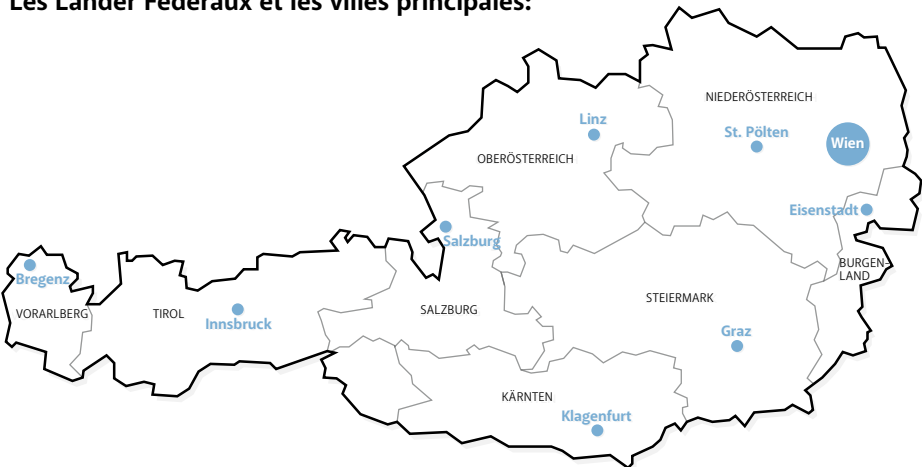 Les Länder Fédéraux et les villes principales:
NIEDERÖSTERREICH
Linz
St. Pölten
Wien
OBERÖSTERREICH
Eisenstadt
Salzburg
BURGEN-
LAND
Bregenz
VORARLBERG
TIROL
Innsbruck
SALZBURG
STEIERMARK
Graz
KÄRNTEN
Klagenfurt